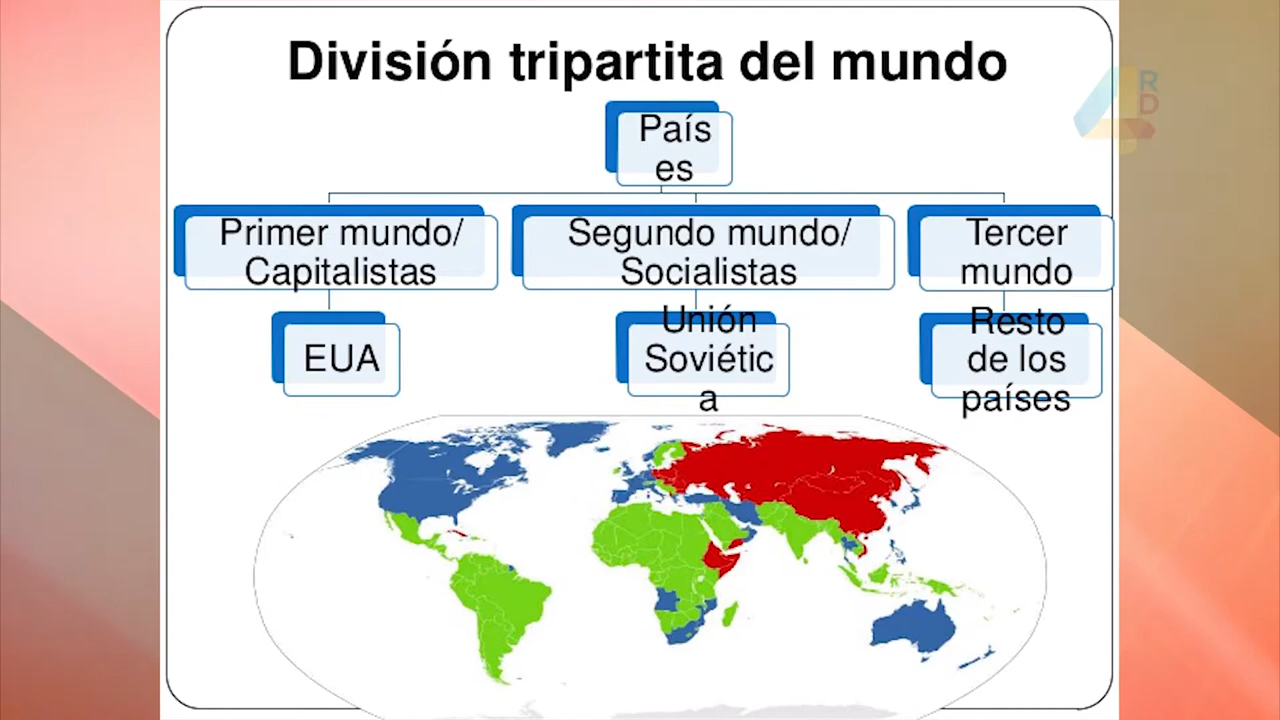 División tripartita del mundo
RD
País
es
Primer mundo/
Capitalistas
Segundo mundo/
Socialistas
Tercer
mundo
EUA
Unión
Soviétic
a
Resto
de los
países